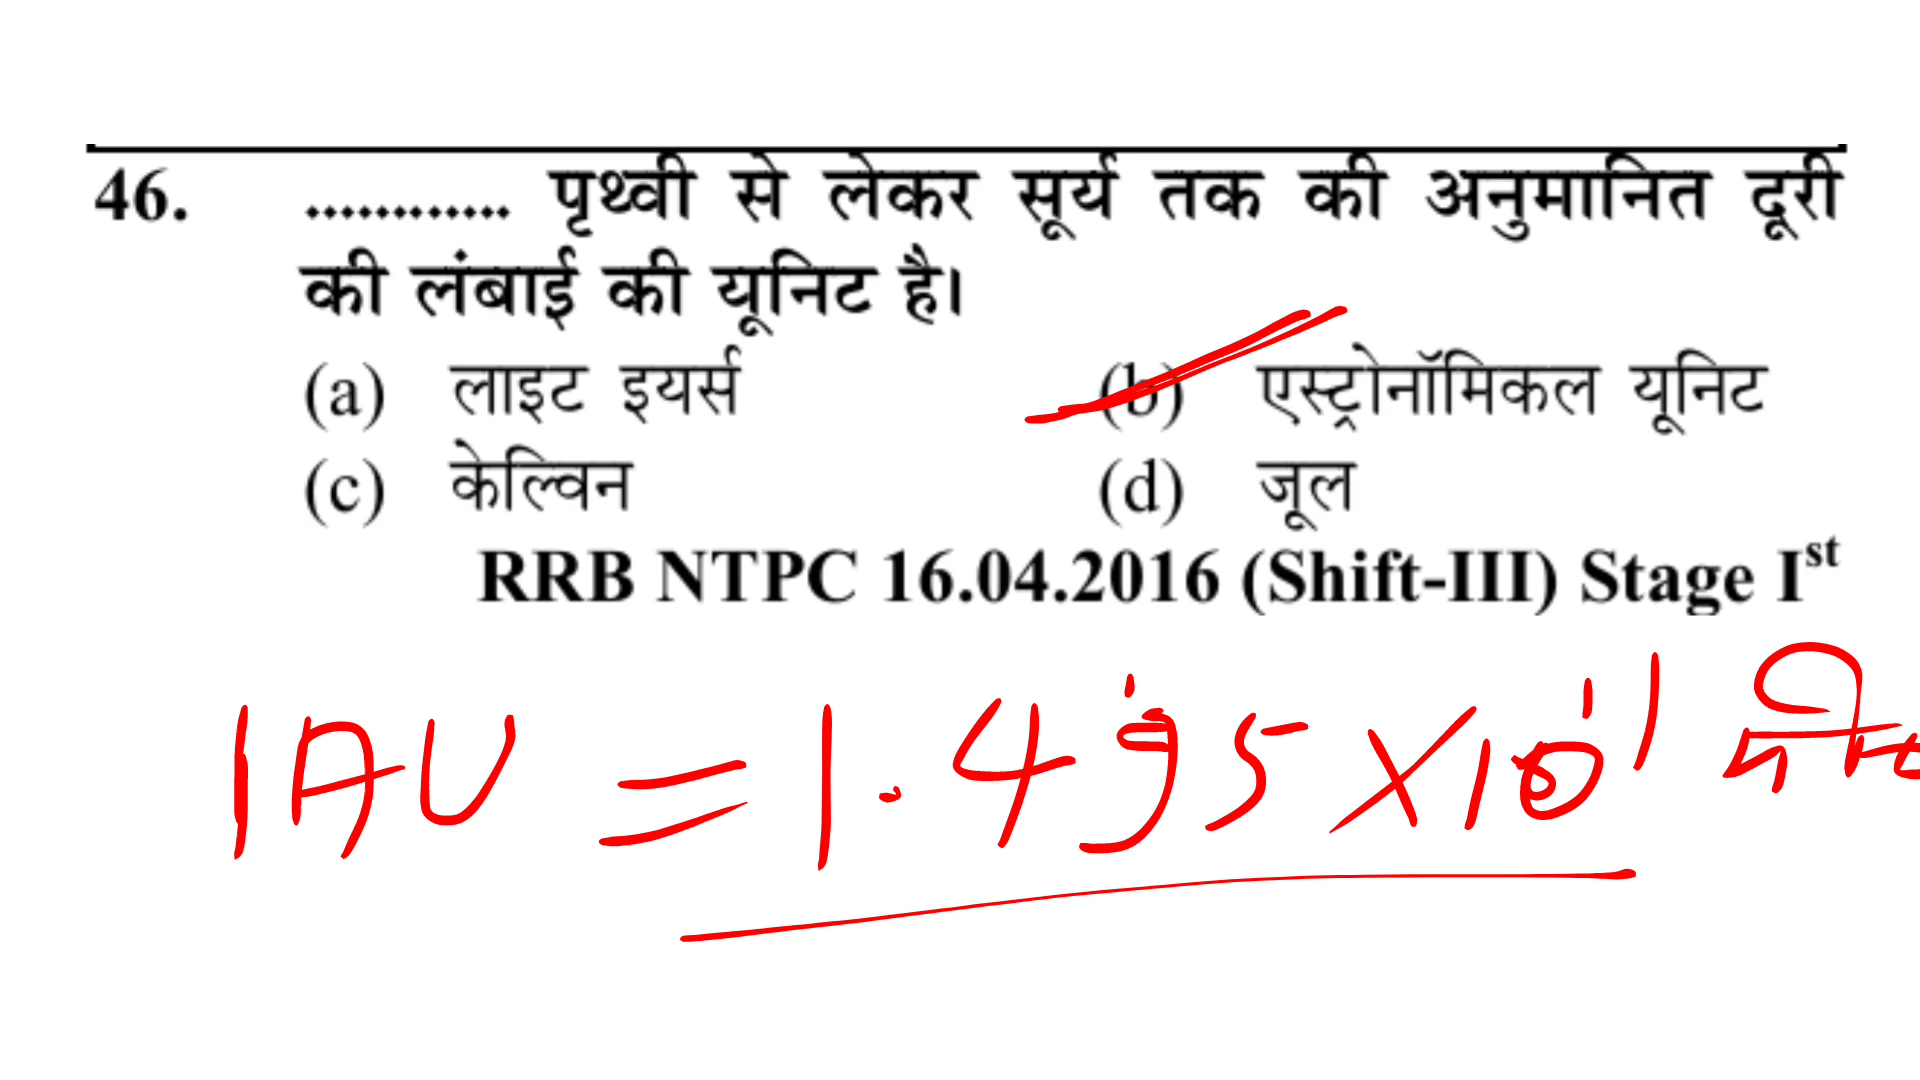 46. ............ पृथ्वी से लेकर सूर्य तक की अनुमानित दूरी
की लंबाई की यूनिट है।
(a) लाइट इयर्स (b) एस्ट्रोनॉमिकल यूनिट
(c) केल्विन (d) जूल
RRB NTPC 16.04.2016 (Shift-III) Stage Iˢᵗ
1AU = 1.495×10¹¹